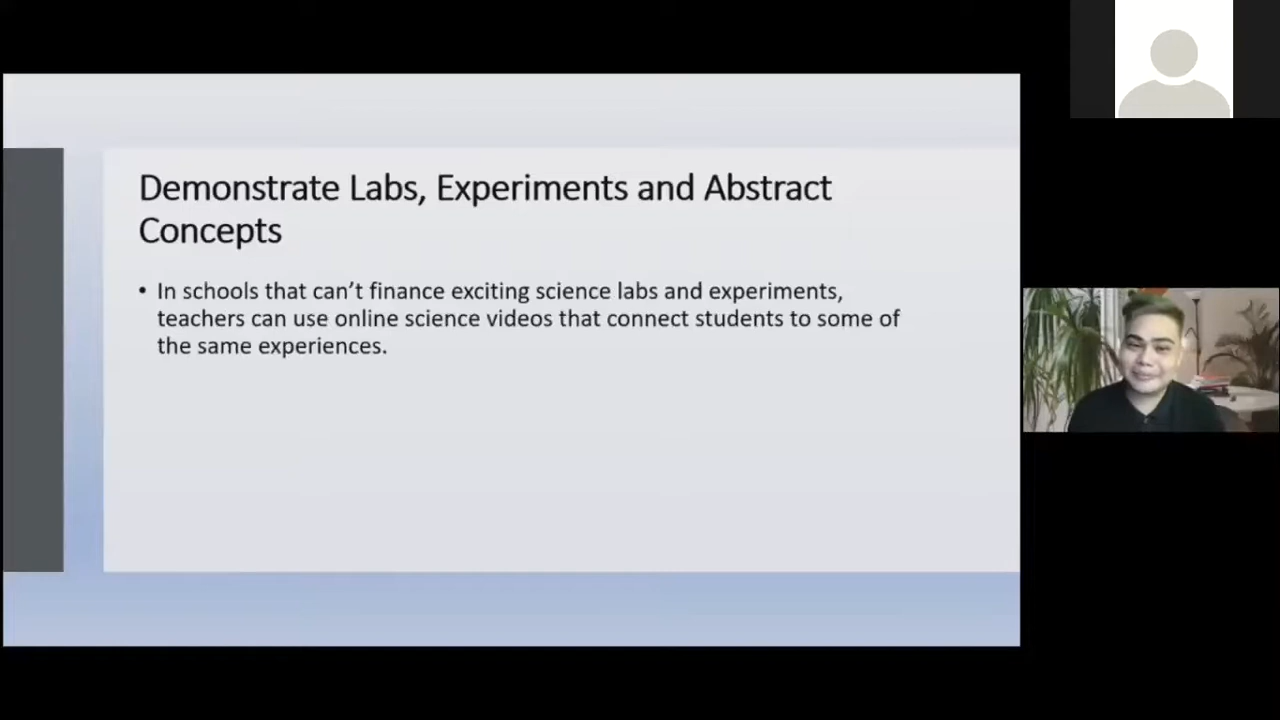 Demonstrate Labs, Experiments and Abstract
Concepts
• In schools that can’t finance exciting science labs and experiments,
teachers can use online science videos that connect students to some of
the same experiences.